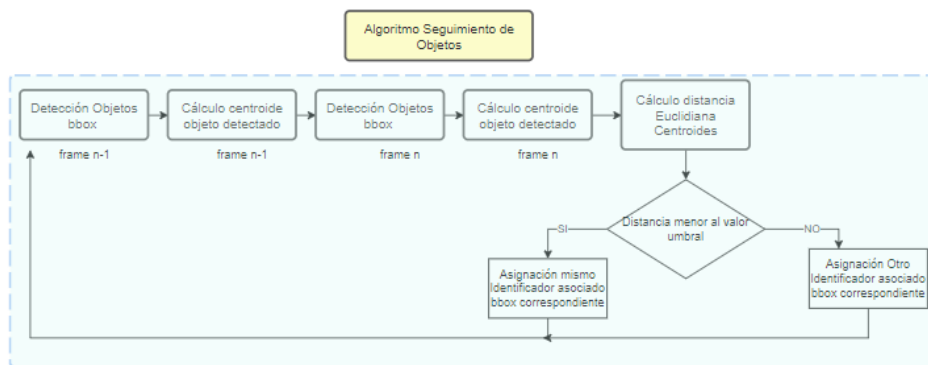 Algoritmo Seguimiento de
Objetos
Detección Objetos
bbox
frame n-1
Cálculo centroide
objeto detectado
frame n-1
Detección Objetos
bbox
frame n
Cálculo centroide
objeto detectado
frame n
Cálculo distancia
Euclidiana
Centroides
Distancia menor al valor
umbral
SI
NO
Asignación mismo
Identificador asociado
bbox correspondiente
Asignación Otro
Identificador asociado
bbox correspondiente